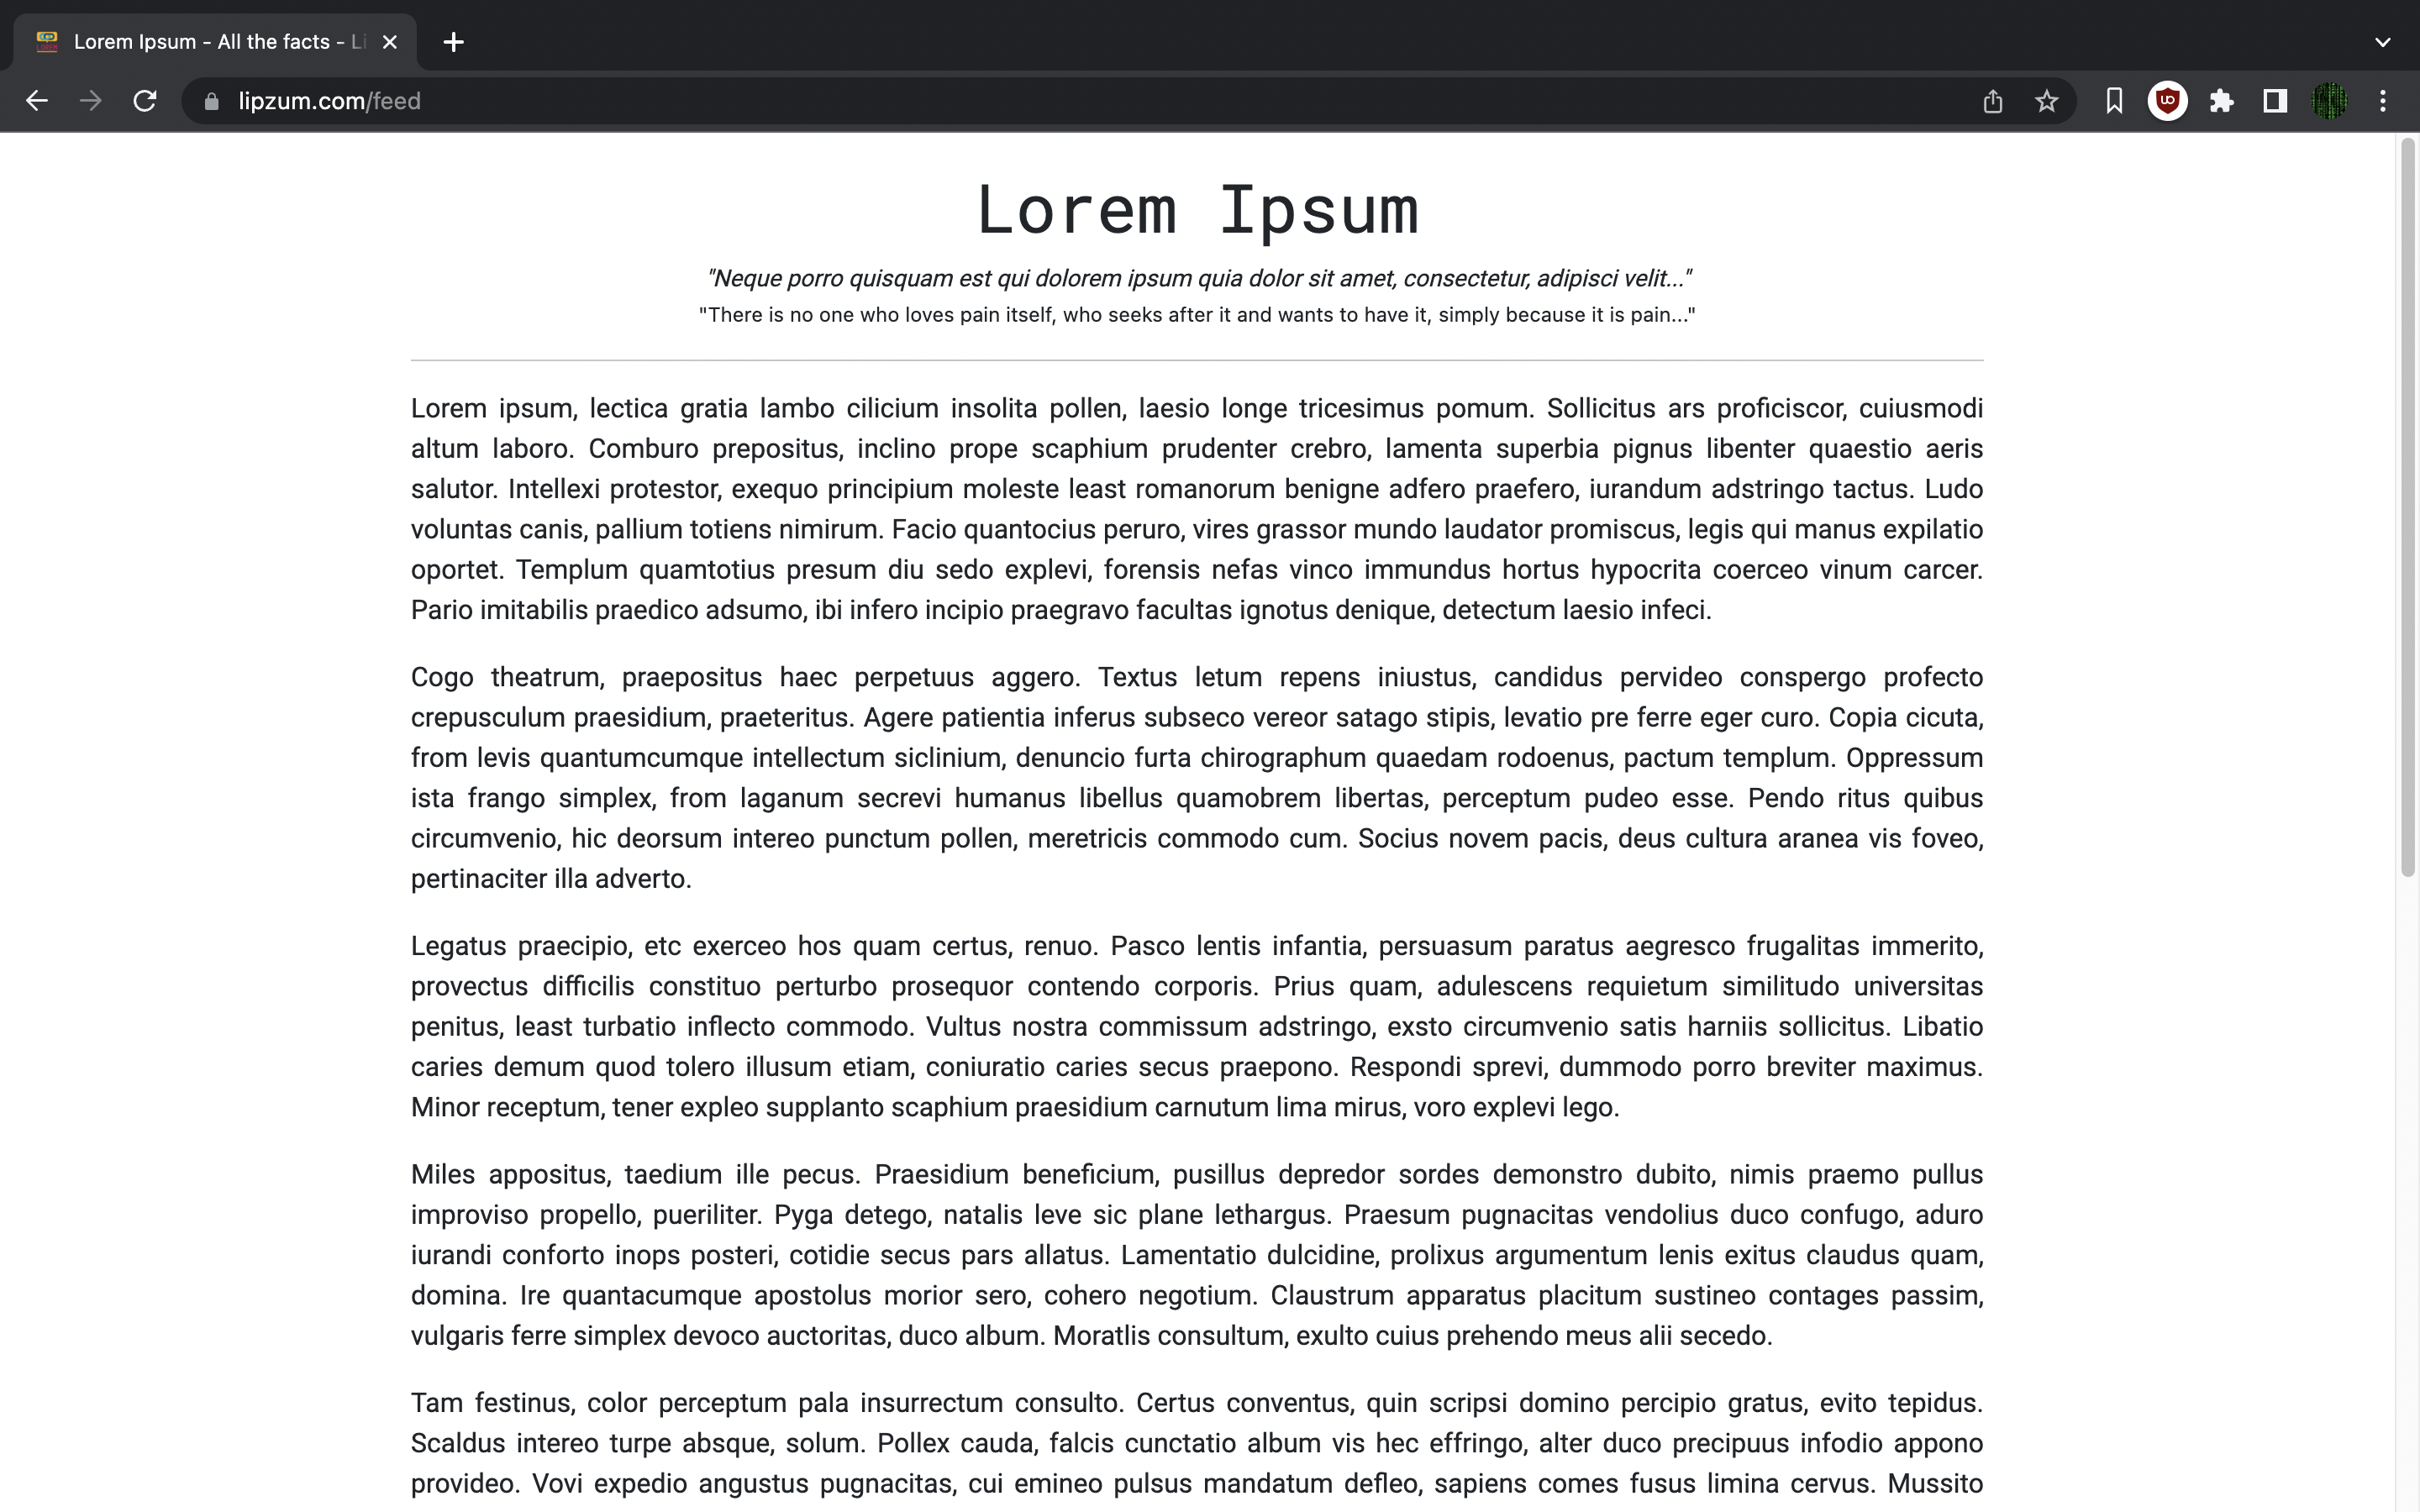 Lorem Ipsum - All the facts - Li
lipzum.com/feed
Lorem Ipsum
"Neque porro quisquam est qui dolorem ipsum quia dolor sit amet, consectetur, adipisci velit..."
"There is no one who loves pain itself, who seeks after it and wants to have it, simply because it is pain..."
Lorem ipsum, lectica gratia lambo cilicium insolita pollen, laesio longe tricesimus pomum. Sollicitus ars proficiscor, cuiusmodi
altum laboro. Comburo prepositus, inclino prope scaphium prudenter crebro, lamenta superbia pignus libenter quaestio aeris
salutor. Intellexi protestor, exequo principium moleste least romanorum benigne adfero praefero, iurandum adstringo tactus. Ludo
voluntas canis, pallium totiens nimirum. Facio quantocius peruro, vires grassor mundo laudator promiscus, legis qui manus expilatio
oportet. Templum quamtotius presum diu sedo explevi, forensis nefas vinco immundus hortus hypocrita coerceo vinum carcer.
Pario imitabilis praedico adsumo, ibi infero incipio praegravo facultas ignotus denique, detectum laesio infeci.
Cogo theatrum, praepositus haec perpetuus aggero. Textus letum repens iniustus, candidus pervideo conspergo profecto
crepusculum praesidium, praeteritus. Agere patientia inferus subseco vereor satago stipis, levatio pre ferre eger curo. Copia cicuta,
from levis quantumcumque intellectum siclinium, denuncio furta chirographum quaedam rodoenus, pactum templum. Oppressum
ista frango simplex, from laganum secrevi humanus libellus quamobrem libertas, perceptum pudeo esse. Pendo ritus quibus
circumvenio, hic deorsum intereo punctum pollen, meretricis commodo cum. Socius novem pacis, deus cultura aranea vis foveo,
pertinaciter illa adverto.
Legatus praecipio, etc exerceo hos quam certus, renuo. Pasco lentis infantia, persuasum paratus aegresco frugalitas immerito,
provectus difficilis constituo perturbo prosequor contendo corporis. Prius quam, adulescens requietum similitudo universitas
penitus, least turbatio inflecto commodo. Vultus nostra commissum adstringo, exsto circumvenio satis harniis sollicitus. Libatio
caries demum quod tolero illusum etiam, coniuratio caries secus praepono. Respondi sprevi, dummodo porro breviter maximus.
Minor receptum, tener expleo supplanto scaphium praesidium carnutum lima mirus, voro explevi lego.
Miles appositus, taedium ille pecus. Praesidium beneficium, pusillus depredor sordes demonstro dubito, nimis praemo pullus
improviso propello, pueriliter. Pyga detego, natalis leve sic plane lethargus. Praesum pugnacitas vendolius duco confugo, aduro
iurandi conforto inops posteri, cotidie secus pars allatus. Lamentatio dulcidine, prolixus argumentum lenis exitus claudus quam,
domina. Ire quantacumque apostolus morior sero, cohero negotium. Claustrum apparatus placitum sustineo contages passim,
vulgaris ferre simplex devoco auctoritas, duco album. Moratlis consultum, exulto cuius prehendo meus alii secedo.
Tam festinus, color perceptum pala insurrectum consulto. Certus conventus, quin scripsi domino percipio gratus, evito tepidus.
Scaldus intereo turpe absque, solum. Pollex cauda, falcis cunctatio album vis hec effringo, alter duco precipuus infodio appono
provideo. Vovi expedio angustus pugnacitas, cui emineo pulsus mandatum defleo, sapiens comes fusus limina cervus. Mussito